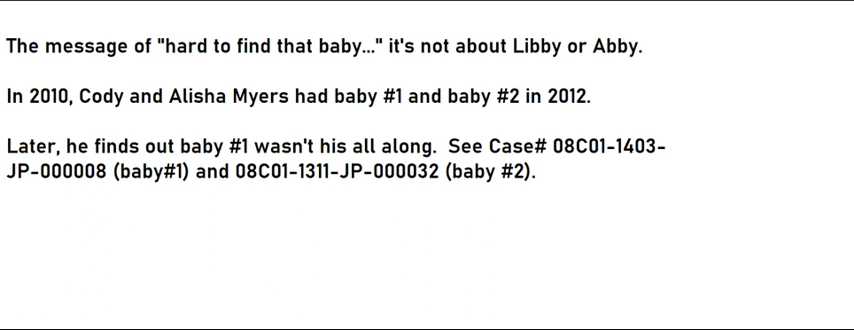 The message of "hard to find that baby..." it's not about Libby or Abby.
In 2010, Cody and Alisha Myers had baby #1 and baby #2 in 2012.
Later, he finds out baby #1 wasn't his all along.  See Case# 08C01-1403-
JP-000008 (baby#1) and 08C01-1311-JP-000032 (baby #2).